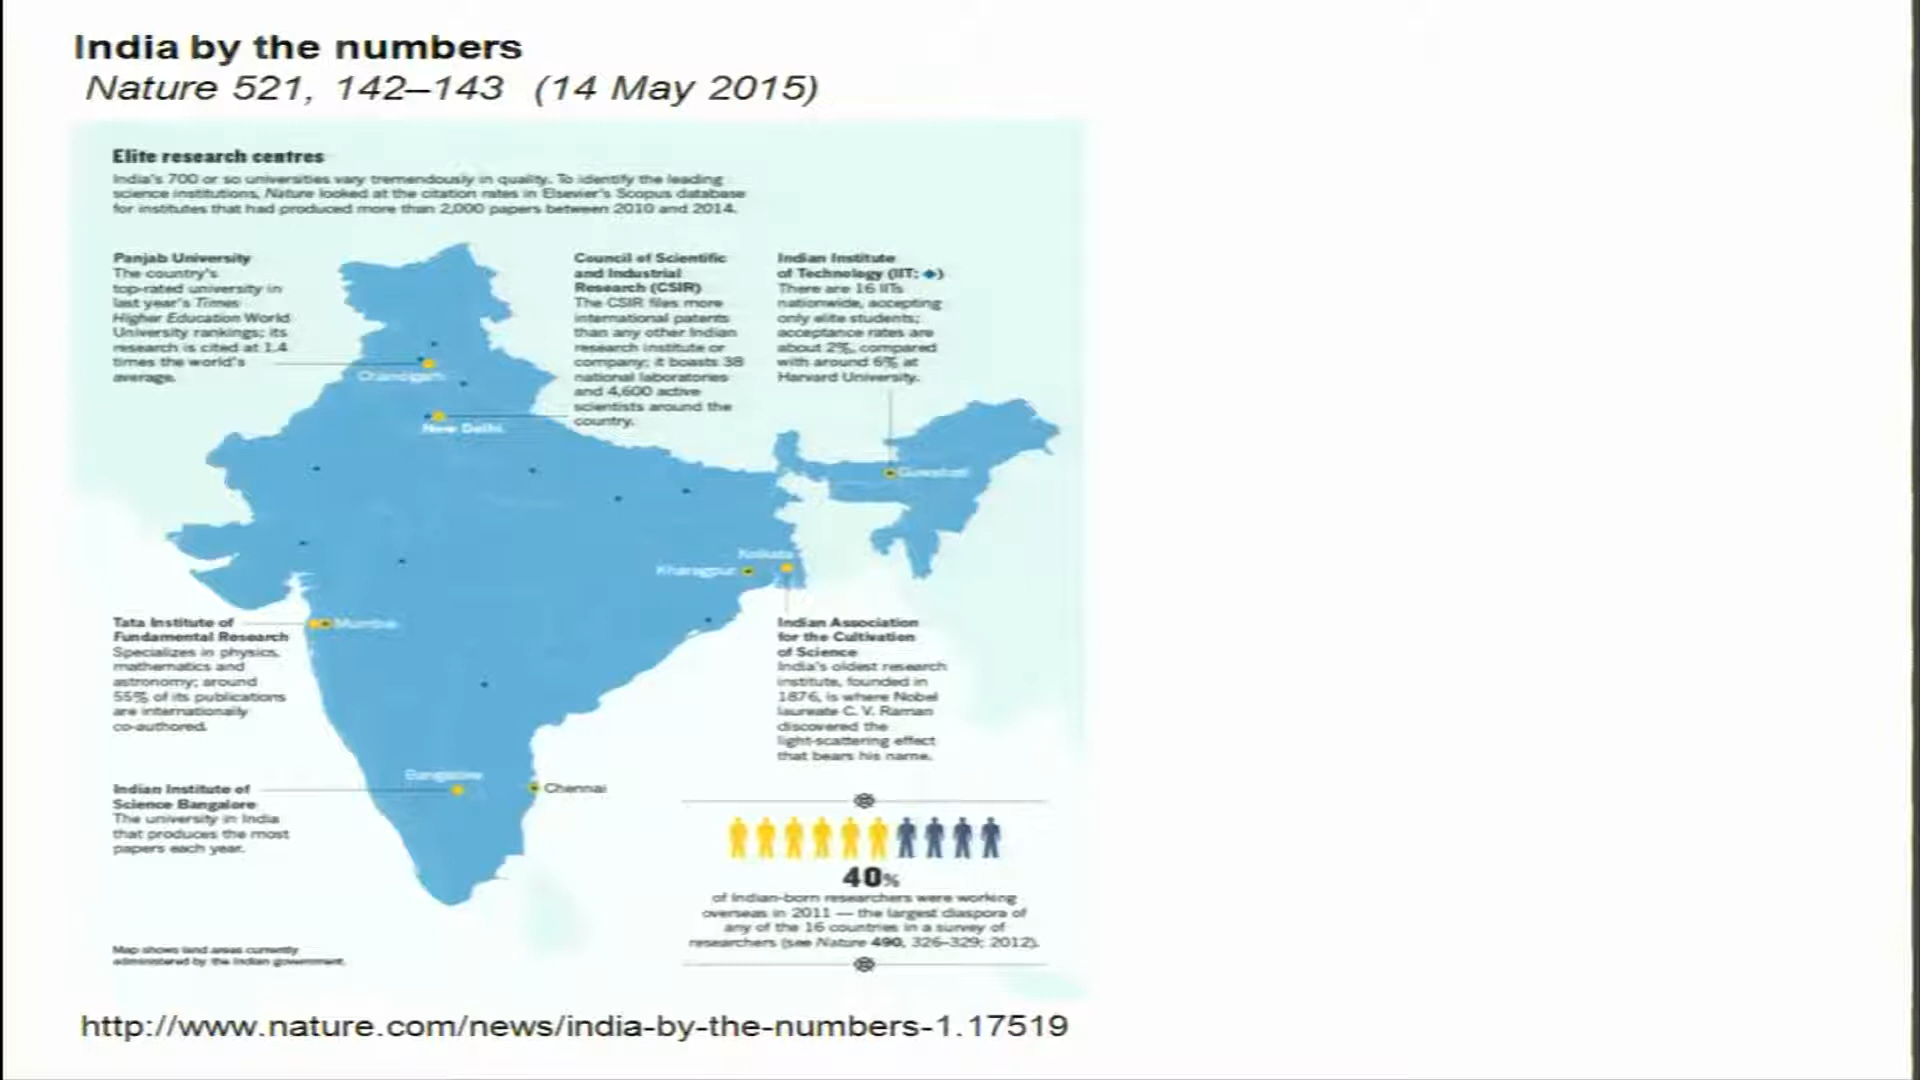 India by the numbers
Nature 521, 142–143 (14 May 2015)
Elite research centres
India's 700 or so universities vary tremendously in quality. To identify the leading
science institutions, Nature looked at the citation rates in Elsevier's Scopus database
for institutes that had produced more than 2,000 papers between 2010 and 2014.
Panjab University
The country's
top-rated university in
last year's Times
Higher Education World
University rankings; its
research is cited at 1.4
times the world's
average.
Council of Scientific
and Industrial
Research (CSIR)
The CSIR files more
international patents
than any other Indian
research institute or
company; it boasts 38
national laboratories
and 4,600 active
scientists around the
country.
Indian Institute
of Technology (IIT: ◆)
There are 16 IITs
nationwide, accepting
only elite students;
acceptance rates are
about 2%, compared
with around 6% at
Harvard University.
Chandigarh
New Delhi
Guwahati
Kolkata
Kharagpur
Tata Institute of
Fundamental Research
Specializes in physics,
mathematics and
astronomy; around
55% of its publications
are internationally
co-authored.
Mumbai
Indian Association
for the Cultivation
of Science
India's oldest research
institute, founded in
1876, is where Nobel
laureate C. V. Raman
discovered the
light-scattering effect
that bears his name.
Indian Institute of
Science Bangalore
The university in India
that produces the most
papers each year.
Bangalore
Chennai
40%
of Indian-born researchers were working
overseas in 2011 — the largest diaspora of
any of the 16 countries in a survey of
researchers (see Nature 490, 326–329; 2012).
Map shows land areas currently
administered by the Indian government.
http://www.nature.com/news/india-by-the-numbers-1.17519